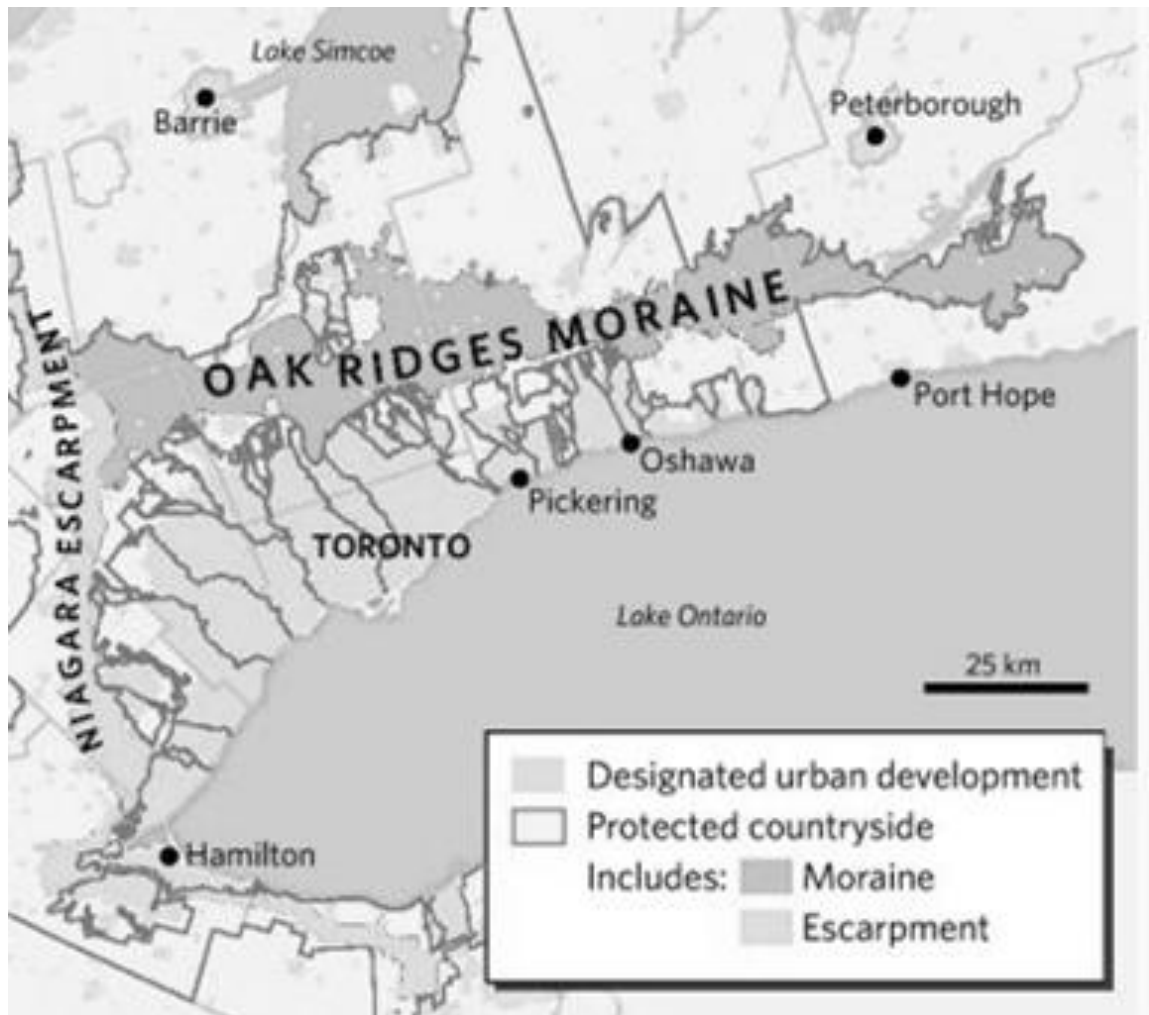 Lake Simcoe
Barrie
Peterborough
OAK RIDGES MORAINE
NIAGARA ESCARPMENT
Port Hope
Oshawa
Pickering
TORONTO
Lake Ontario
25 km
Hamilton
Designated urban development
Protected countryside
Includes: Moraine
Escarpment